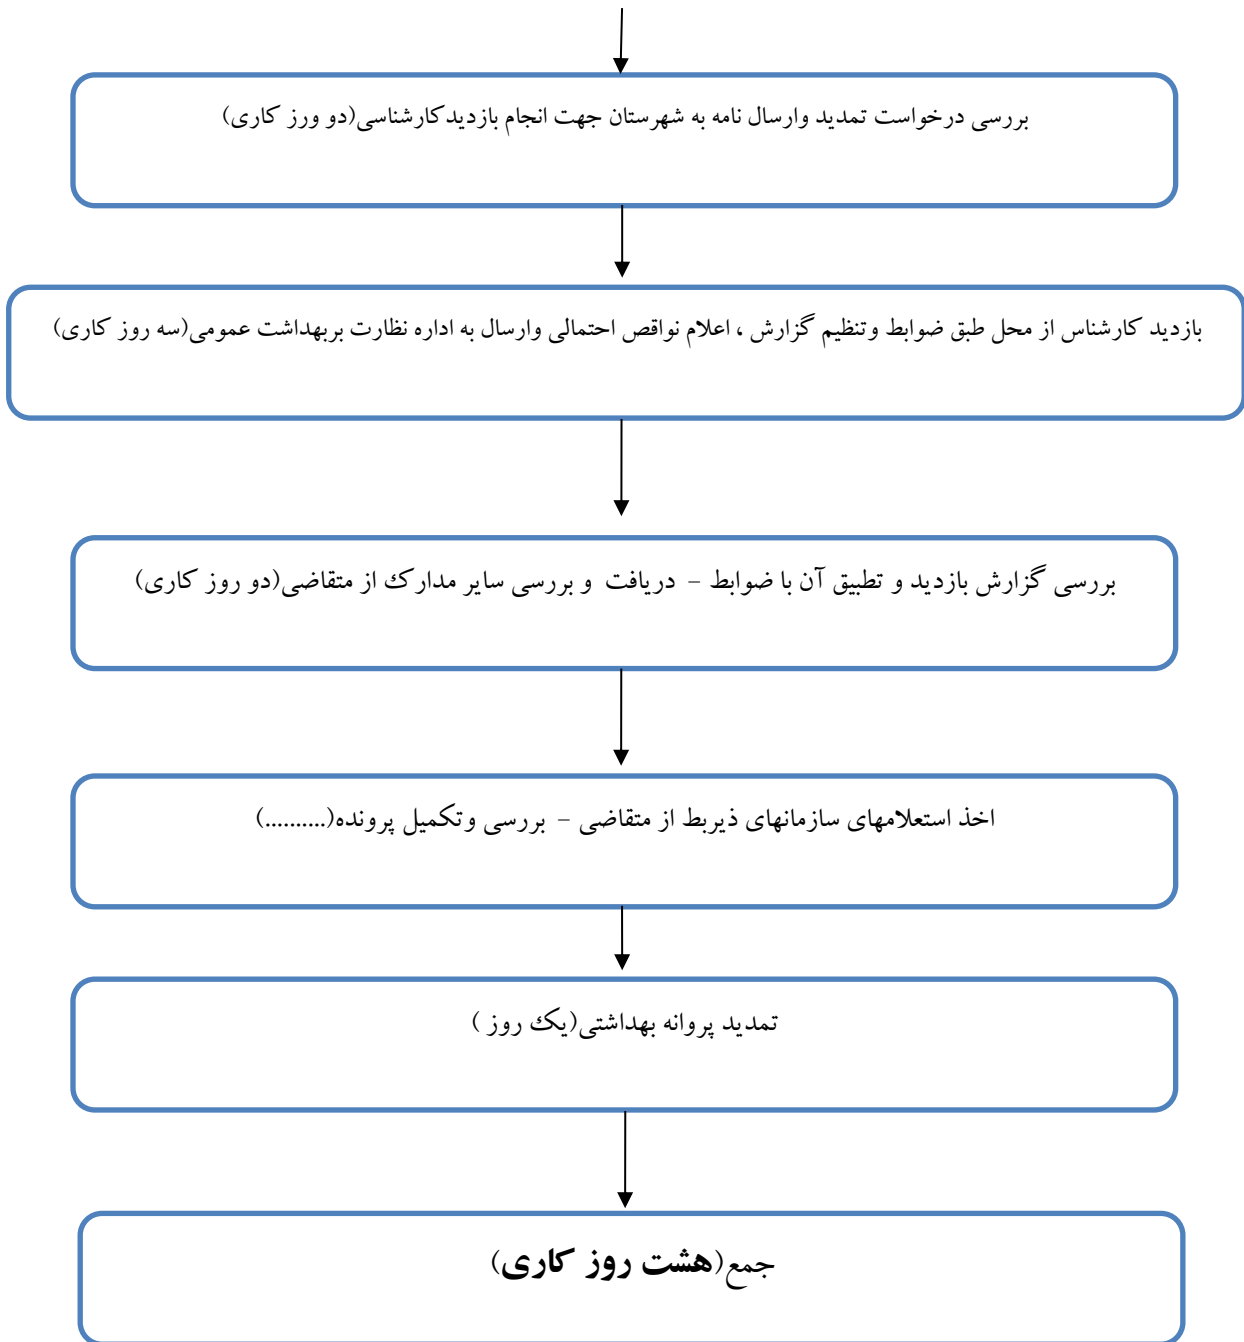 بررسی درخواست تمدید وارسال نامه به شهرستان جهت انجام بازدیدکارشناسی(دو ورز کاری)
بازدید کارشناس از محل طبق ضوابط وتنظیم گزارش ، اعلام نواقص احتمالی وارسال به اداره نظارت بربهداشت عمومی(سه روز کاری)
بررسی گزارش بازدید و تطبیق آن با ضوابط – دریافت و بررسی سایر مدارک از متقاضی(دو روز کاری)
اخذ استعلامهای سازمانهای ذیربط از متقاضی – بررسی وتکمیل پرونده(..........)
تمدید پروانه بهداشتی(یک روز )
جمع(هشت روز کاری)